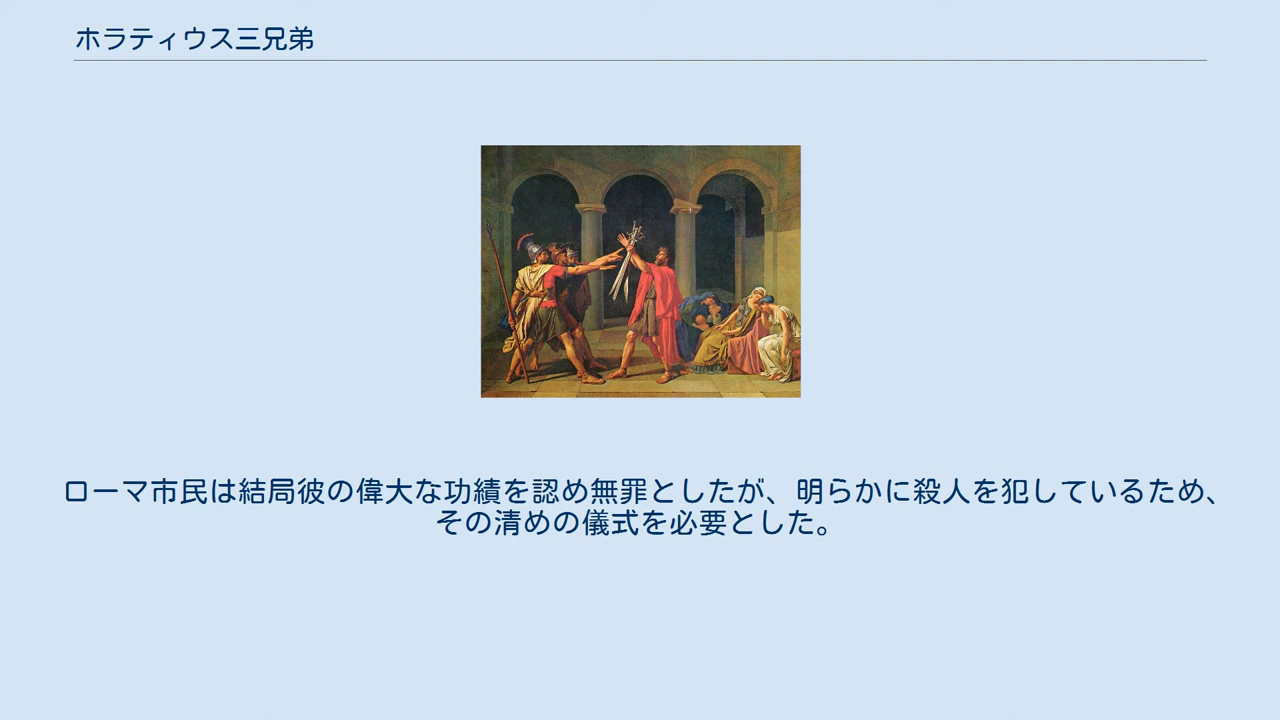 ホラティウス三兄弟
ローマ市民は結局彼の偉大な功績を認め無罪としたが、明らかに殺人を犯しているため、
その清めの儀式を必要とした。